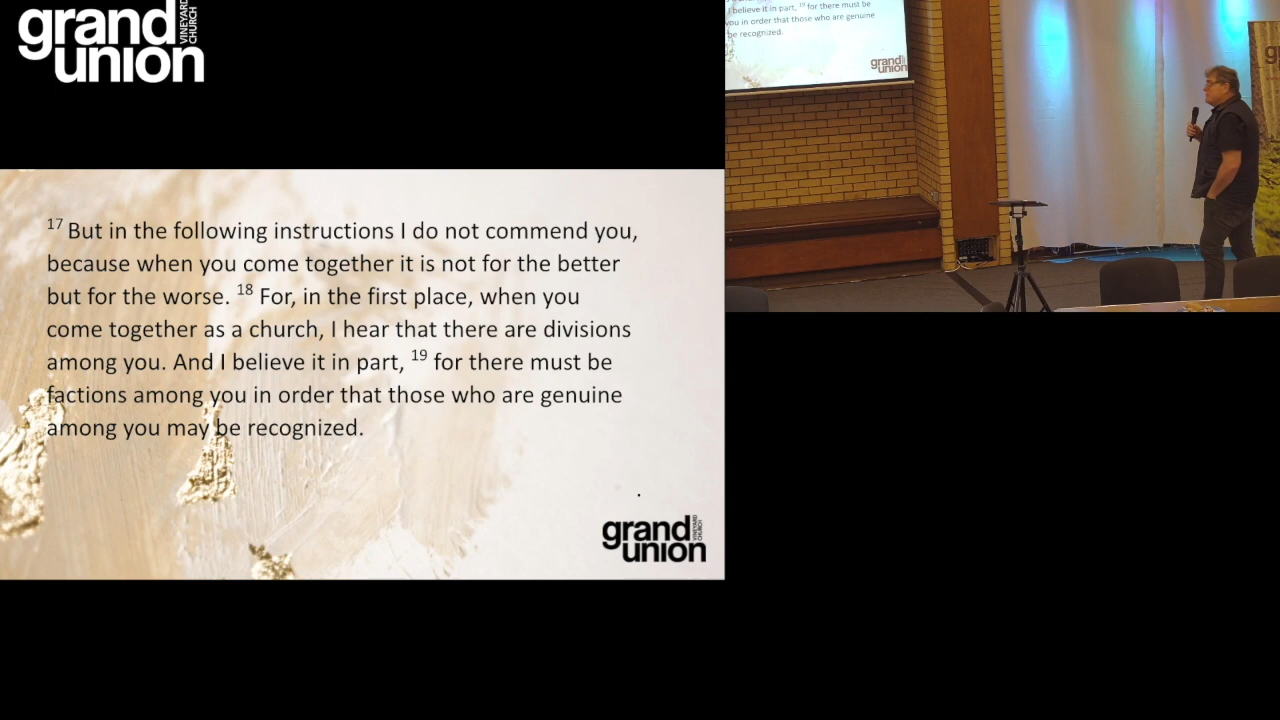 grand
union
VINEYARD
CHURCH
I believe it in part, 19 for there must be
you in order that those who are genuine
be recognized.
grand
union
17 But in the following instructions I do not commend you,
because when you come together it is not for the better
but for the worse. 18 For, in the first place, when you
come together as a church, I hear that there are divisions
among you. And I believe it in part, 19 for there must be
factions among you in order that those who are genuine
among you may be recognized.
grand
union
VINEYARD
CHURCH